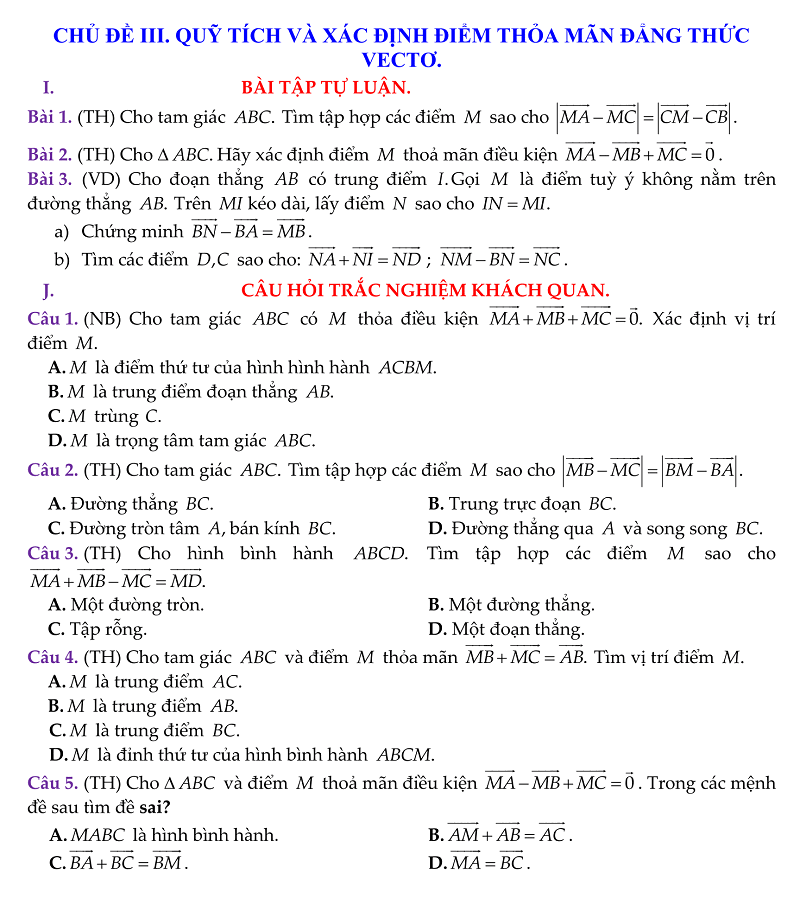 CHỦ ĐỀ III. QUỸ TÍCH VÀ XÁC ĐỊNH ĐIỂM THỎA MÃN ĐẲNG THỨC
VECTƠ.
I. BÀI TẬP TỰ LUẬN.
Bài 1. (TH) Cho tam giác ABC. Tìm tập hợp các điểm M sao cho |\overrightarrow{MA} − \overrightarrow{MC}| = |\overrightarrow{CM} − \overrightarrow{CB}|.
Bài 2. (TH) Cho Δ ABC. Hãy xác định điểm M thoả mãn điều kiện \overrightarrow{MA} − \overrightarrow{MB} + \overrightarrow{MC} = \vec{0}.
Bài 3. (VD) Cho đoạn thẳng AB có trung điểm I.Gọi M là điểm tuỳ ý không nằm trên
đường thẳng AB. Trên MI kéo dài, lấy điểm N sao cho IN = MI.
a) Chứng minh \overrightarrow{BN} − \overrightarrow{BA} = \overrightarrow{MB}.
b) Tìm các điểm D,C sao cho: \overrightarrow{NA} + \overrightarrow{NI} = \overrightarrow{ND} ; \overrightarrow{NM} − \overrightarrow{BN} = \overrightarrow{NC}.
J. CÂU HỎI TRẮC NGHIỆM KHÁCH QUAN.
Câu 1. (NB) Cho tam giác ABC có M thỏa điều kiện \overrightarrow{MA} + \overrightarrow{MB} + \overrightarrow{MC} = \vec{0}. Xác định vị trí
điểm M.
A. M là điểm thứ tư của hình hình hành ACBM.
B. M là trung điểm đoạn thẳng AB.
C. M trùng C.
D. M là trọng tâm tam giác ABC.
Câu 2. (TH) Cho tam giác ABC. Tìm tập hợp các điểm M sao cho |\overrightarrow{MB} − \overrightarrow{MC}| = |\overrightarrow{BM} − \overrightarrow{BA}|.
A. Đường thẳng BC. B. Trung trực đoạn BC.
C. Đường tròn tâm A, bán kính BC. D. Đường thẳng qua A và song song BC.
Câu 3. (TH) Cho hình bình hành ABCD. Tìm tập hợp các điểm M sao cho
\overrightarrow{MA} + \overrightarrow{MB} − \overrightarrow{MC} = \overrightarrow{MD}.
A. Một đường tròn. B. Một đường thẳng.
C. Tập rỗng. D. Một đoạn thẳng.
Câu 4. (TH) Cho tam giác ABC và điểm M thỏa mãn \overrightarrow{MB} + \overrightarrow{MC} = \overrightarrow{AB}. Tìm vị trí điểm M.
A. M là trung điểm AC.
B. M là trung điểm AB.
C. M là trung điểm BC.
D. M là đỉnh thứ tư của hình bình hành ABCM.
Câu 5. (TH) Cho Δ ABC và điểm M thoả mãn điều kiện \overrightarrow{MA} − \overrightarrow{MB} + \overrightarrow{MC} = \vec{0}. Trong các mệnh
đề sau tìm đề sai?
A. MABC là hình bình hành. B. \overrightarrow{AM} + \overrightarrow{AB} = \overrightarrow{AC}.
C. \overrightarrow{BA} + \overrightarrow{BC} = \overrightarrow{BM}. D. \overrightarrow{MA} = \overrightarrow{BC}.